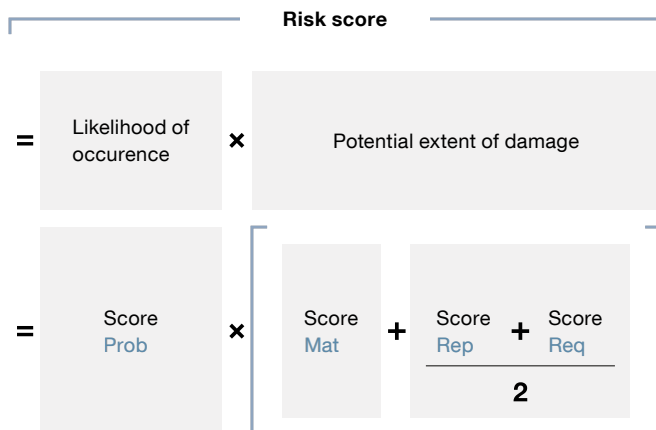 Risk score
= Likelihood of
occurence × Potential extent of damage
= Score
Prob × Score
Mat + Score
Rep + Score
Req
2